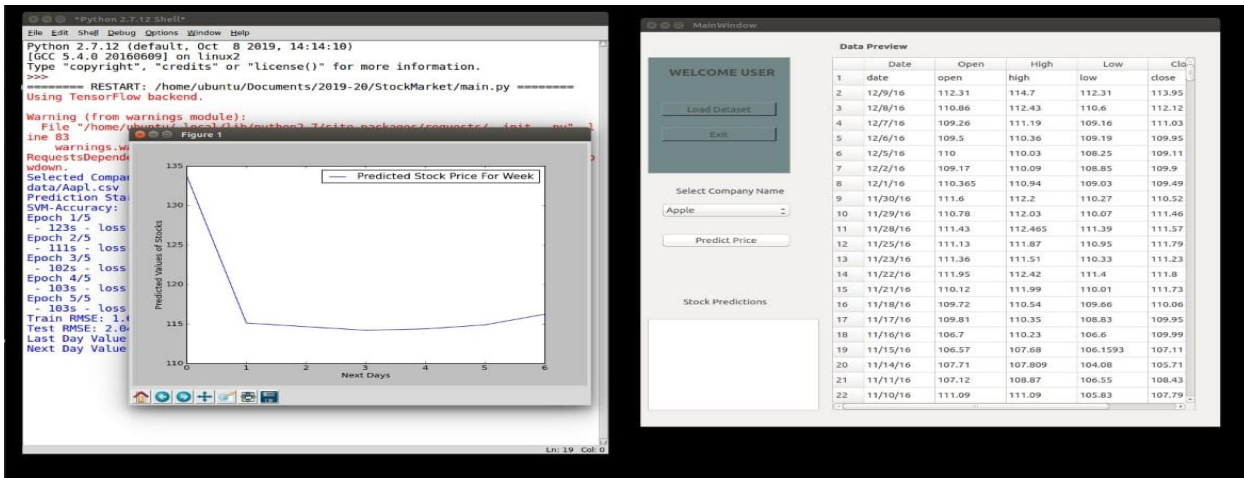 *Python 2.7.12 Shell*
File Edit Shell Debug Options Window Help
Python 2.7.12 (default, Oct 8 2019, 14:14:10)
[GCC 5.4.0 20160609] on linux2
Type "copyright", "credits" or "license()" for more information.
>>>
======== RESTART: /home/ubuntu/Documents/2019-20/StockMarket/main.py ========
Using TensorFlow backend.
Warning (from warnings module):
File "/home/ubuntu/.local/lib/python2.7/site-packages/requests/__init__.py", l
ine 83
warnings.wa
RequestsDepende
wdown.
Selected Compa
data/Aapl.csv
Prediction Sta
SVM-Accuracy:
Epoch 1/5
- 123s - loss
Epoch 2/5
- 111s - loss
Epoch 3/5
- 102s - loss
Epoch 4/5
- 103s - loss
Epoch 5/5
- 103s - loss
Train RMSE: 1.
Test RMSE: 2.0
Last Day Value
Next Day Value
Ln: 19 Col: 0
Figure 1
Predicted Stock Price For Week
Predicted Values of Stocks
135
130
125
120
115
110
0 1 2 3 4 5 6
Next Days
MainWindow
WELCOME USER
Load Dataset
Exit
Select Company Name
Apple
Predict Price
Stock Predictions
Data Preview
Date Open High Low Clo
1 date open high low close
2 12/9/16 112.31 114.7 112.31 113.95
3 12/8/16 110.86 112.43 110.6 112.12
4 12/7/16 109.26 111.19 109.16 111.03
5 12/6/16 109.5 110.36 109.19 109.95
6 12/5/16 110 110.03 108.25 109.11
7 12/2/16 109.17 110.09 108.85 109.9
8 12/1/16 110.365 110.94 109.03 109.49
9 11/30/16 111.6 112.2 110.27 110.52
10 11/29/16 110.78 112.03 110.07 111.46
11 11/28/16 111.43 112.465 111.39 111.57
12 11/25/16 111.13 111.87 110.95 111.79
13 11/23/16 111.36 111.51 110.33 111.23
14 11/22/16 111.95 112.42 111.4 111.8
15 11/21/16 110.12 111.99 110.01 111.73
16 11/18/16 109.72 110.54 109.66 110.06
17 11/17/16 109.81 110.35 108.83 109.95
18 11/16/16 106.7 110.23 106.6 109.99
19 11/15/16 106.57 107.68 106.1593 107.11
20 11/14/16 107.71 107.809 104.08 105.71
21 11/11/16 107.12 108.87 106.55 108.43
22 11/10/16 111.09 111.09 105.83 107.79